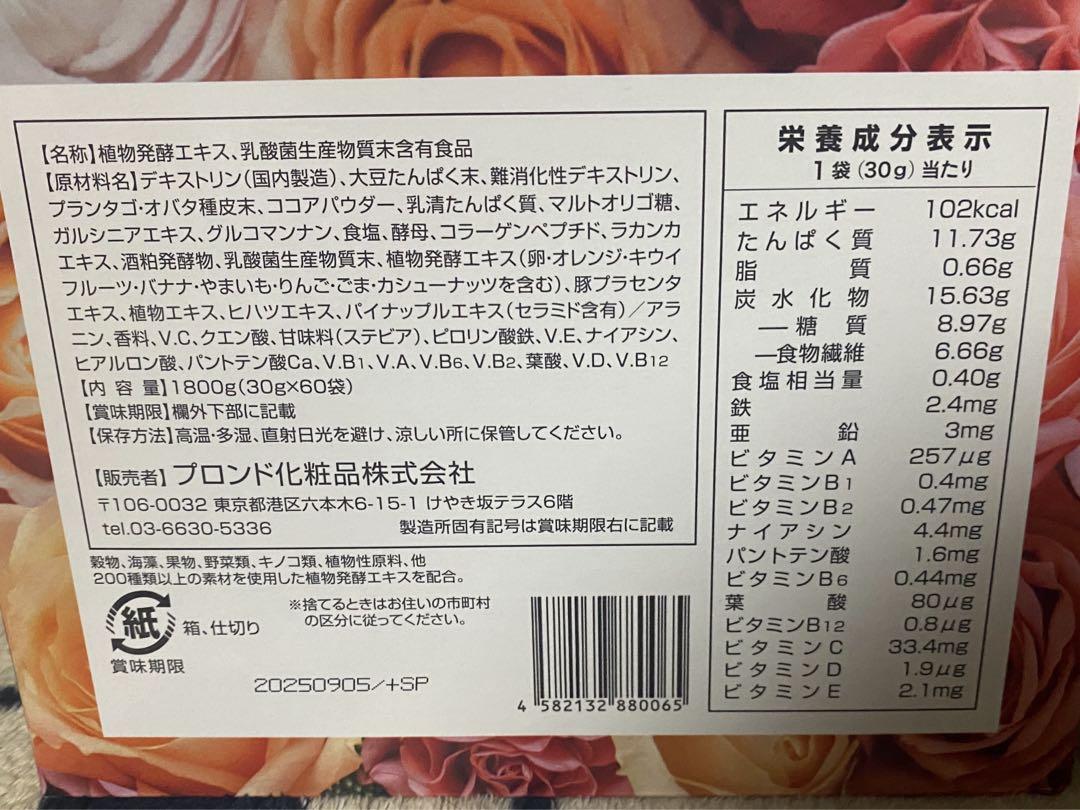 【名称】植物発酵エキス、乳酸菌生産物質末含有食品
【原材料名】デキストリン(国内製造)、大豆たんぱく末、難消化性デキストリン、
プランタゴ・オバタ種皮末、ココアパウダー、乳清たんぱく質、マルトオリゴ糖、
ガルシニアエキス、グルコマンナン、食塩、酵母、コラーゲンペプチド、ラカンカ
エキス、酒粕発酵物、乳酸菌生産物質末、植物発酵エキス(卵・オレンジ・キウイ
フルーツ・バナナ・やまいも・りんご・ごま・カシューナッツを含む)、豚プラセンタ
エキス、植物エキス、ヒハツエキス、パイナップルエキス(セラミド含有)/アラ
ニン、香料、V.C、クエン酸、甘味料(ステビア)、ピロリン酸鉄、V.E、ナイアシン、
ヒアルロン酸、パントテン酸Ca、V.B1、V.A、V.B6、V.B2、葉酸、V.D、V.B12
【内 容 量】1800g(30g×60袋)
【賞味期限】欄外下部に記載
【保存方法】高温・多湿、直射日光を避け、涼しい所に保管してください。
【販売者】プロンド化粧品株式会社
〒106-0032 東京都港区六本木6-15-1 けやき坂テラス6階
tel.03-6630-5336 製造所固有記号は賞味期限右に記載
穀物、海藻、果物、野菜類、キノコ類、植物性原料、他
200種類以上の素材を使用した植物発酵エキスを配合。
紙 箱、仕切り
※捨てるときはお住いの市町村
の区分に従ってください。
賞味期限
20250905/+SP
4 582132 880065
栄養成分表示
1袋(30g)当たり
エネルギー 102kcal
たんぱく質 11.73g
脂質 0.66g
炭水化物 15.63g
―糖質 8.97g
―食物繊維 6.66g
食塩相当量 0.40g
鉄 2.4mg
亜鉛 3mg
ビタミンA 257μg
ビタミンB1 0.4mg
ビタミンB2 0.47mg
ナイアシン 4.4mg
パントテン酸 1.6mg
ビタミンB6 0.44mg
葉酸 80μg
ビタミンB12 0.8μg
ビタミンC 33.4mg
ビタミンD 1.9μg
ビタミンE 2.1mg